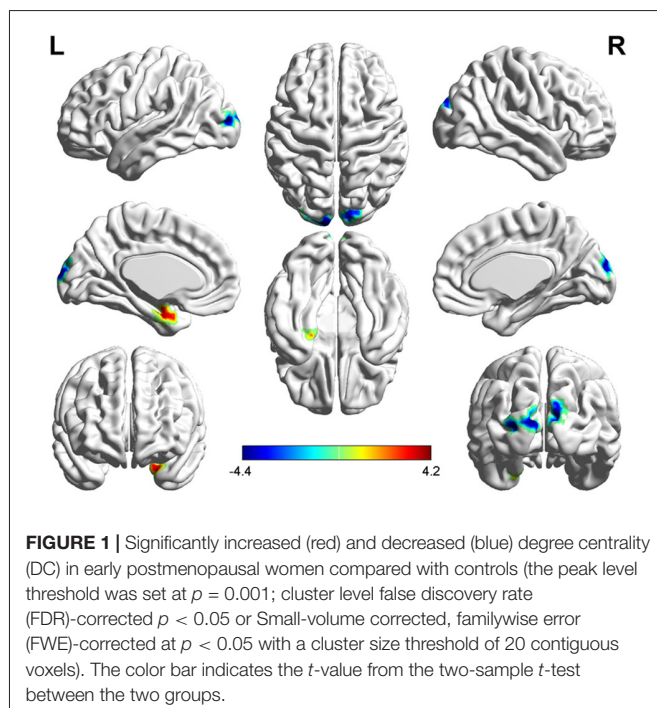 L
R
-4.4
4.2
FIGURE 1 | Significantly increased (red) and decreased (blue) degree centrality
(DC) in early postmenopausal women compared with controls (the peak level
threshold was set at p = 0.001; cluster level false discovery rate
(FDR)-corrected p < 0.05 or Small-volume corrected, familywise error
(FWE)-corrected at p < 0.05 with a cluster size threshold of 20 contiguous
voxels). The color bar indicates the t-value from the two-sample t-test
between the two groups.